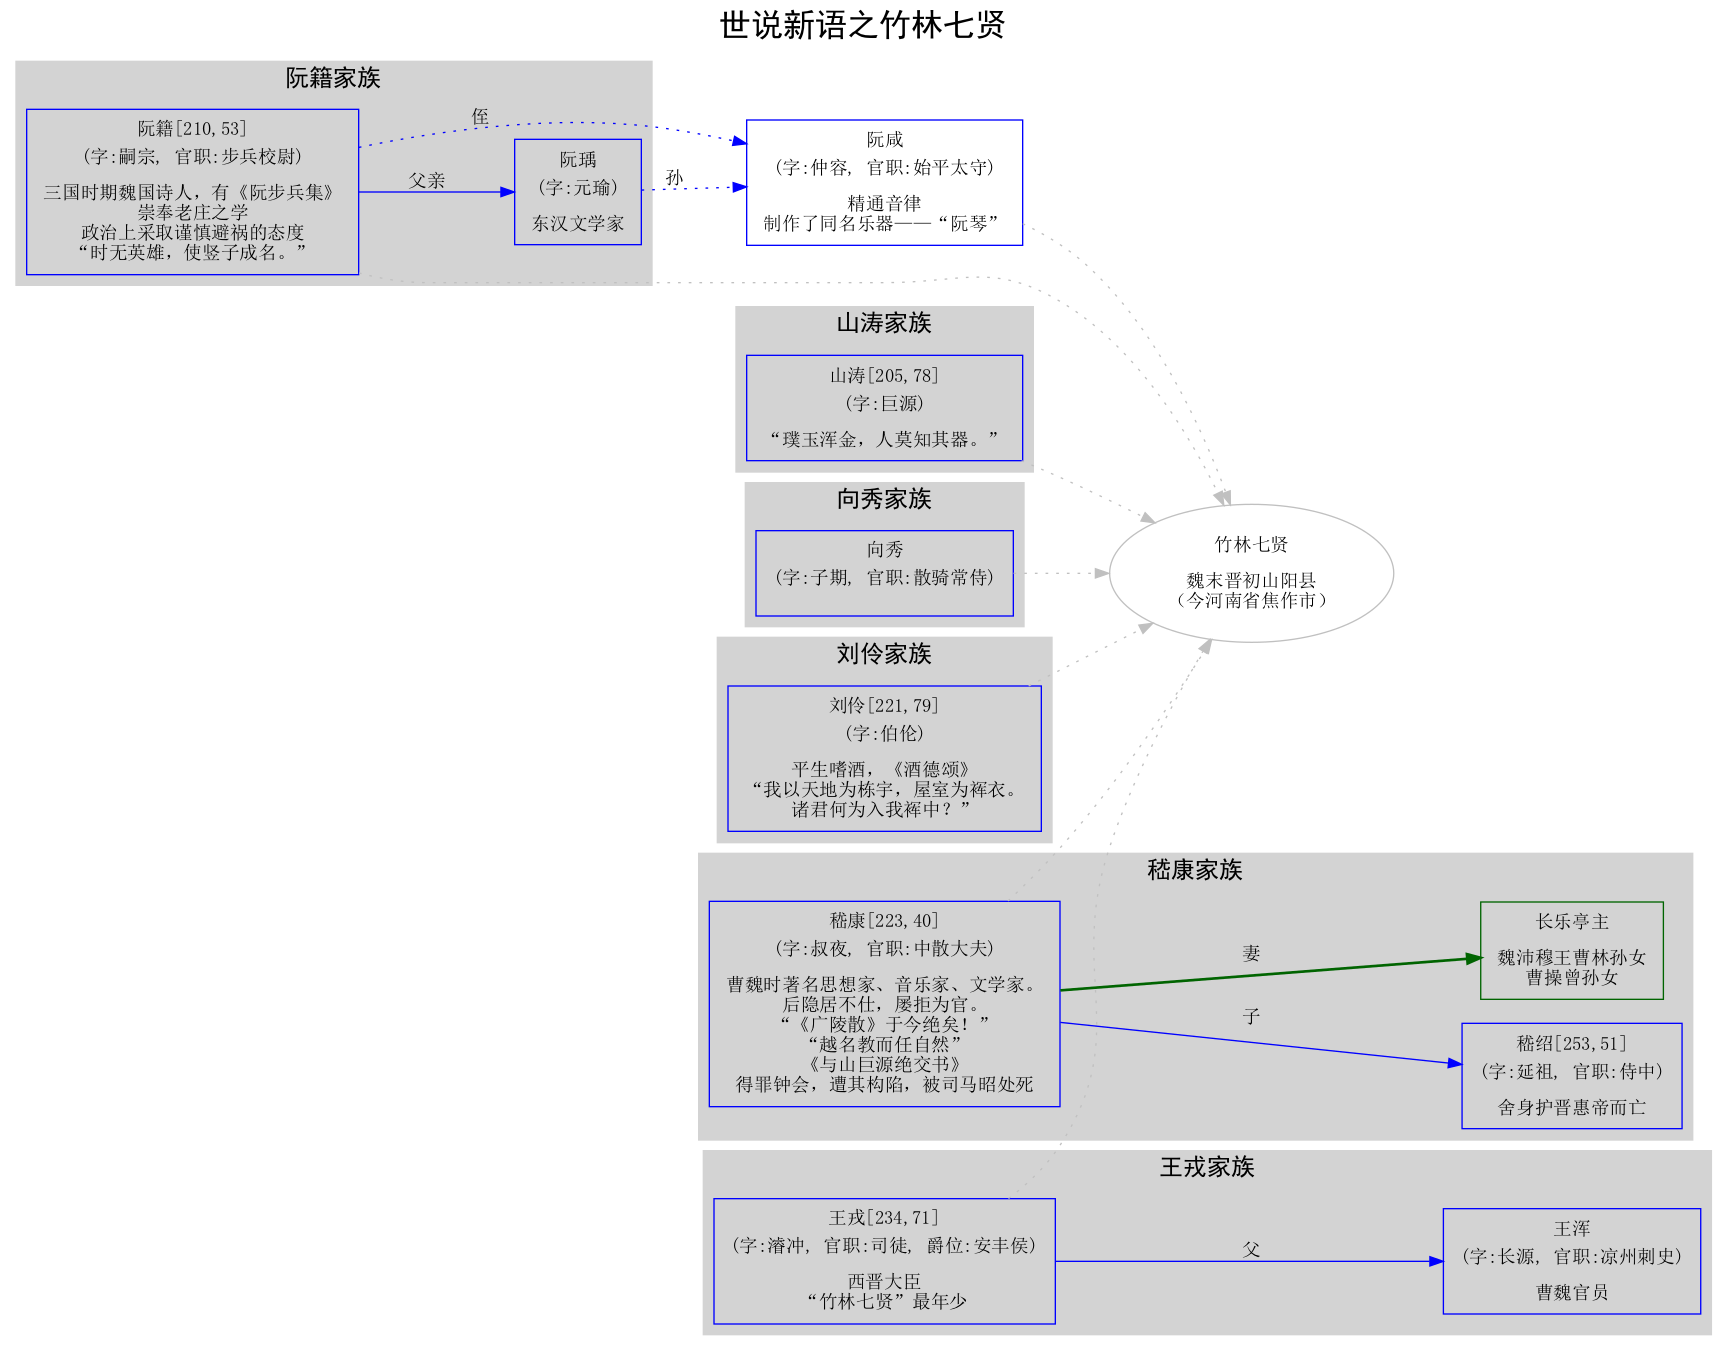 世说新语之竹林七贤
阮籍家族
阮籍[210,53]
(字:嗣宗, 官职:步兵校尉)
三国时期魏国诗人，有《阮步兵集》
崇奉老庄之学
政治上采取谨慎避祸的态度
“时无英雄，使竖子成名。”
侄
父亲
阮瑀
(字:元瑜)
东汉文学家
孙
阮咸
(字:仲容, 官职:始平太守)
精通音律
制作了同名乐器——“阮琴”
山涛家族
山涛[205,78]
(字:巨源)
“璞玉浑金，人莫知其器。”
向秀家族
向秀
(字:子期, 官职:散骑常侍)
竹林七贤
魏末晋初山阳县
（今河南省焦作市）
刘伶家族
刘伶[221,79]
(字:伯伦)
平生嗜酒，《酒德颂》
“我以天地为栋宇，屋室为裈衣。
诸君何为入我裈中？”
嵇康家族
嵇康[223,40]
(字:叔夜, 官职:中散大夫)
曹魏时著名思想家、音乐家、文学家。
后隐居不仕，屡拒为官。
“《广陵散》于今绝矣！”
“越名教而任自然”
《与山巨源绝交书》
得罪钟会，遭其构陷，被司马昭处死
妻
长乐亭主
魏沛穆王曹林孙女
曹操曾孙女
子
嵇绍[253,51]
(字:延祖, 官职:侍中)
舍身护晋惠帝而亡
王戎家族
王戎[234,71]
(字:濬冲, 官职:司徒, 爵位:安丰侯)
西晋大臣
“竹林七贤”最年少
父
王浑
(字:长源, 官职:凉州刺史)
曹魏官员